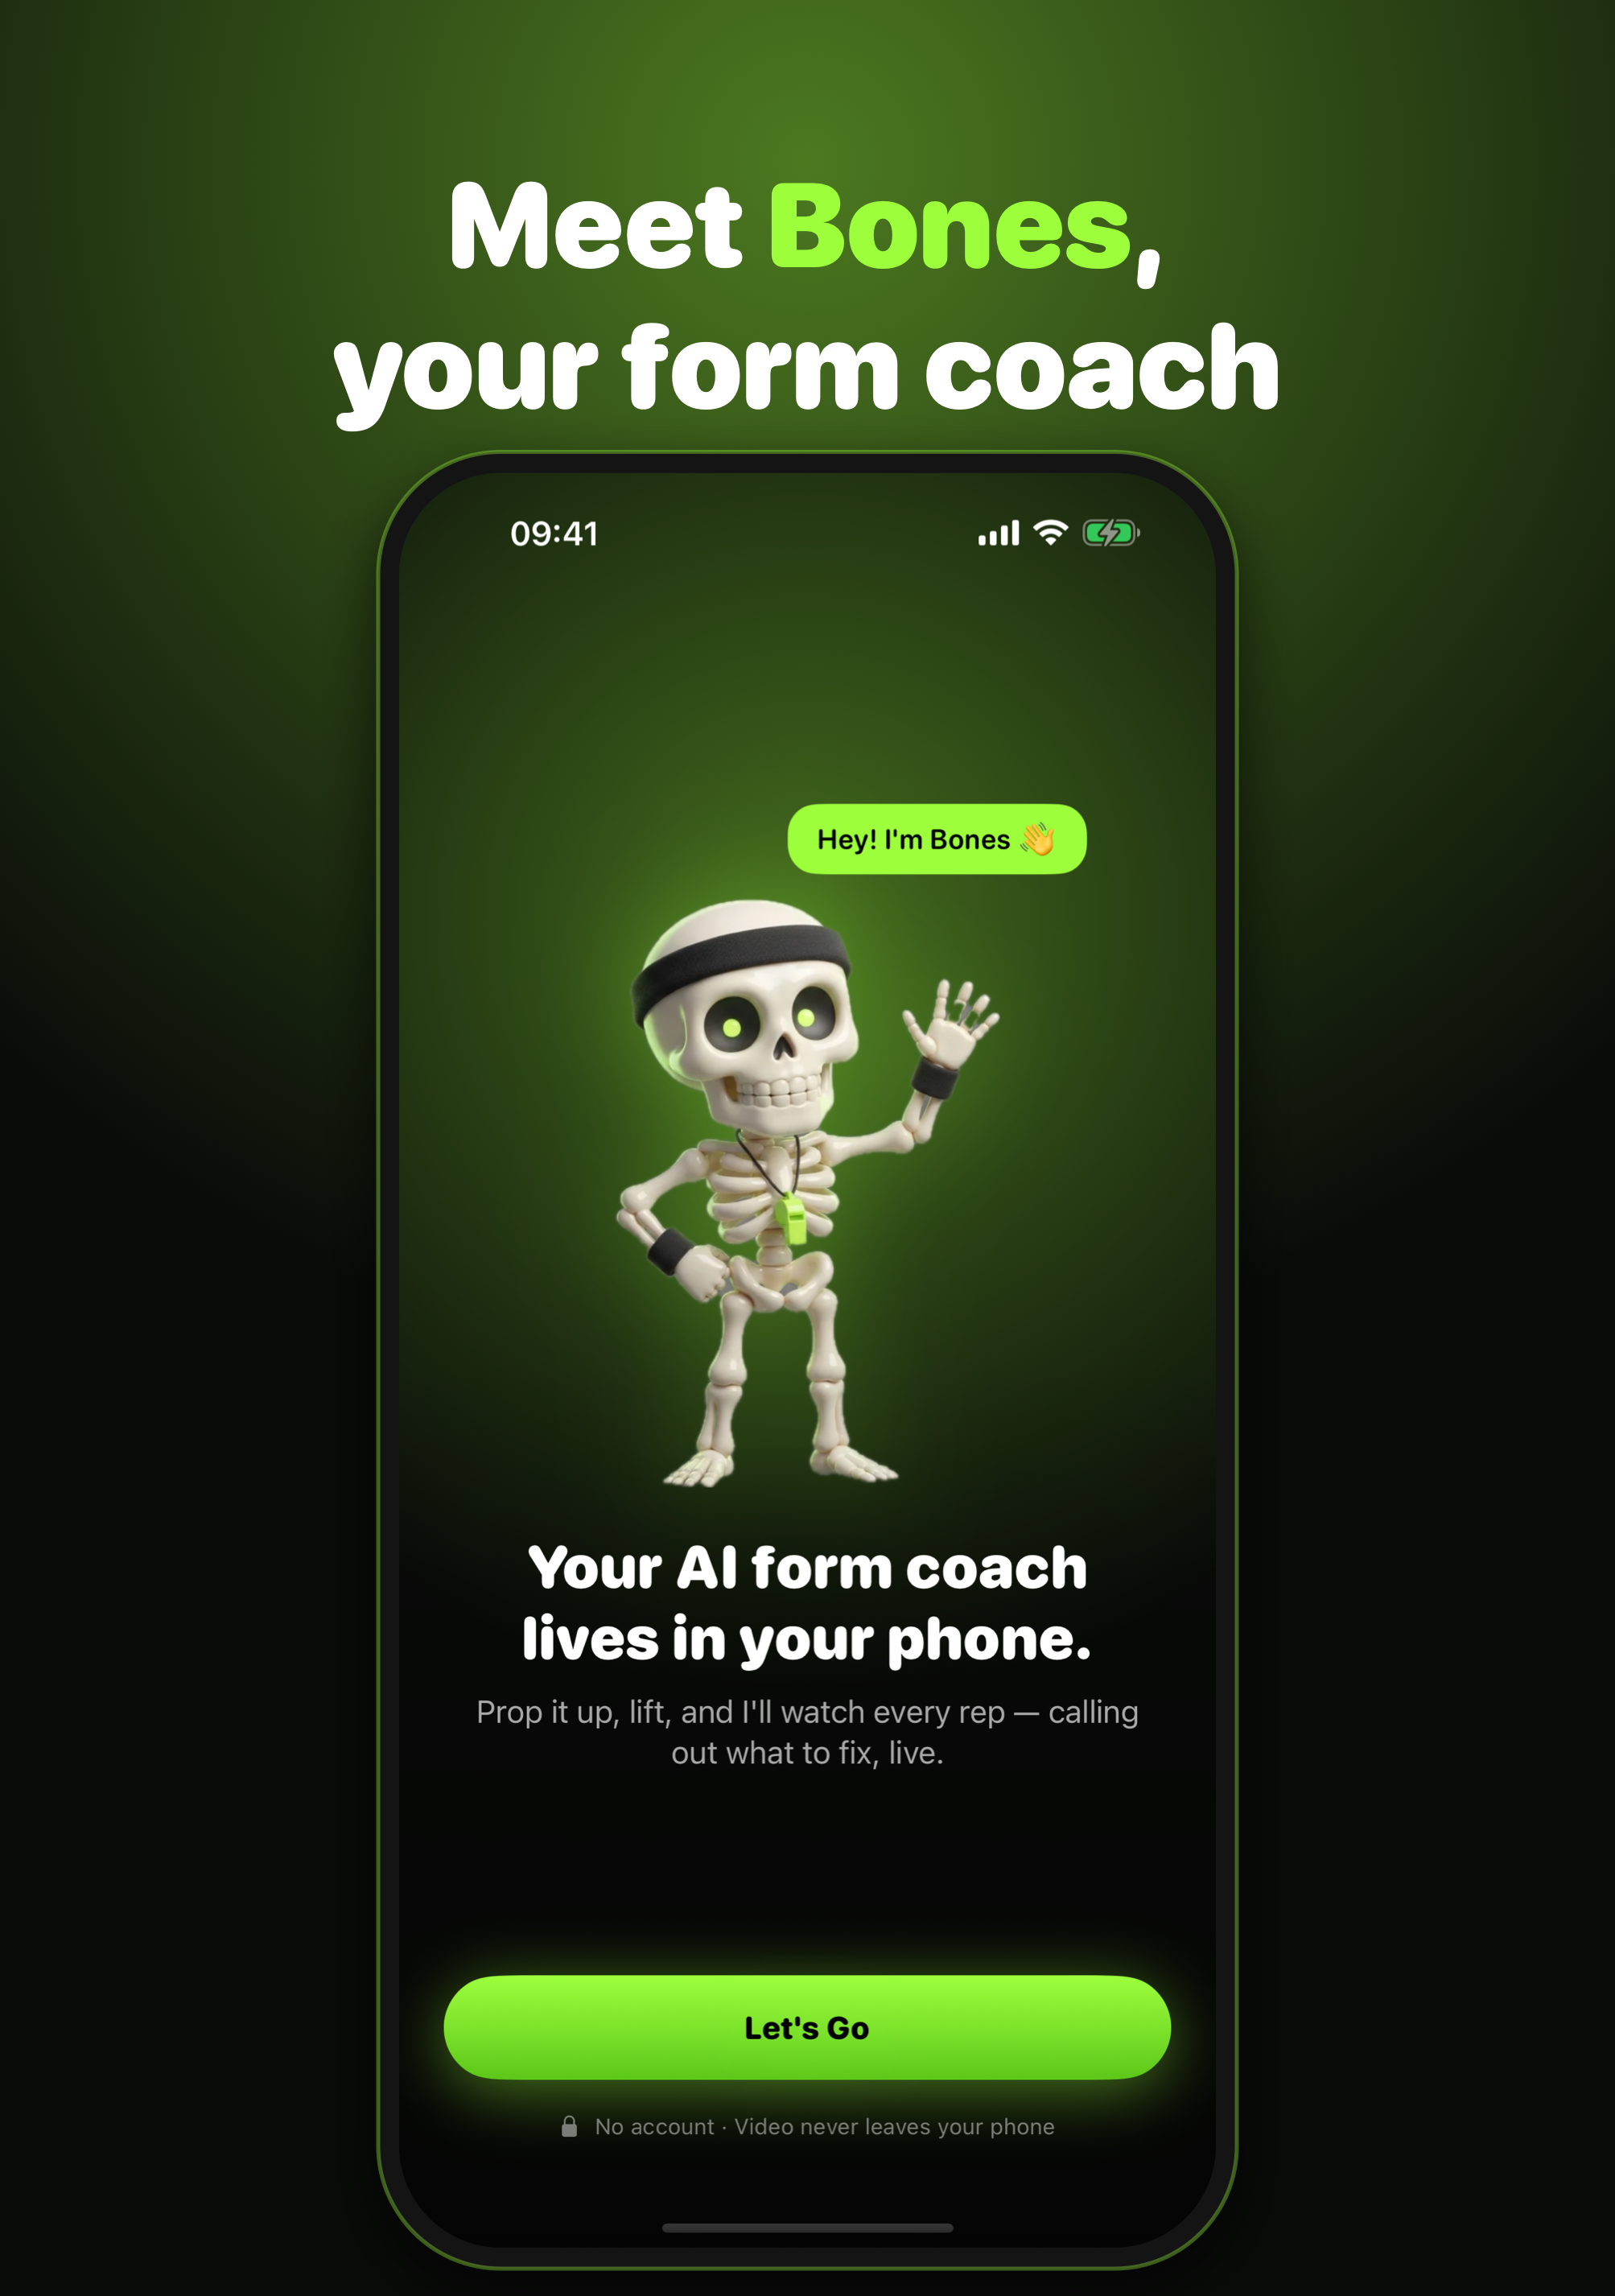 Meet Bones,
your form coach
09:41
Hey! I'm Bones 👋
Your AI form coach
lives in your phone.
Prop it up, lift, and I'll watch every rep — calling
out what to fix, live.
Let's Go
No account · Video never leaves your phone